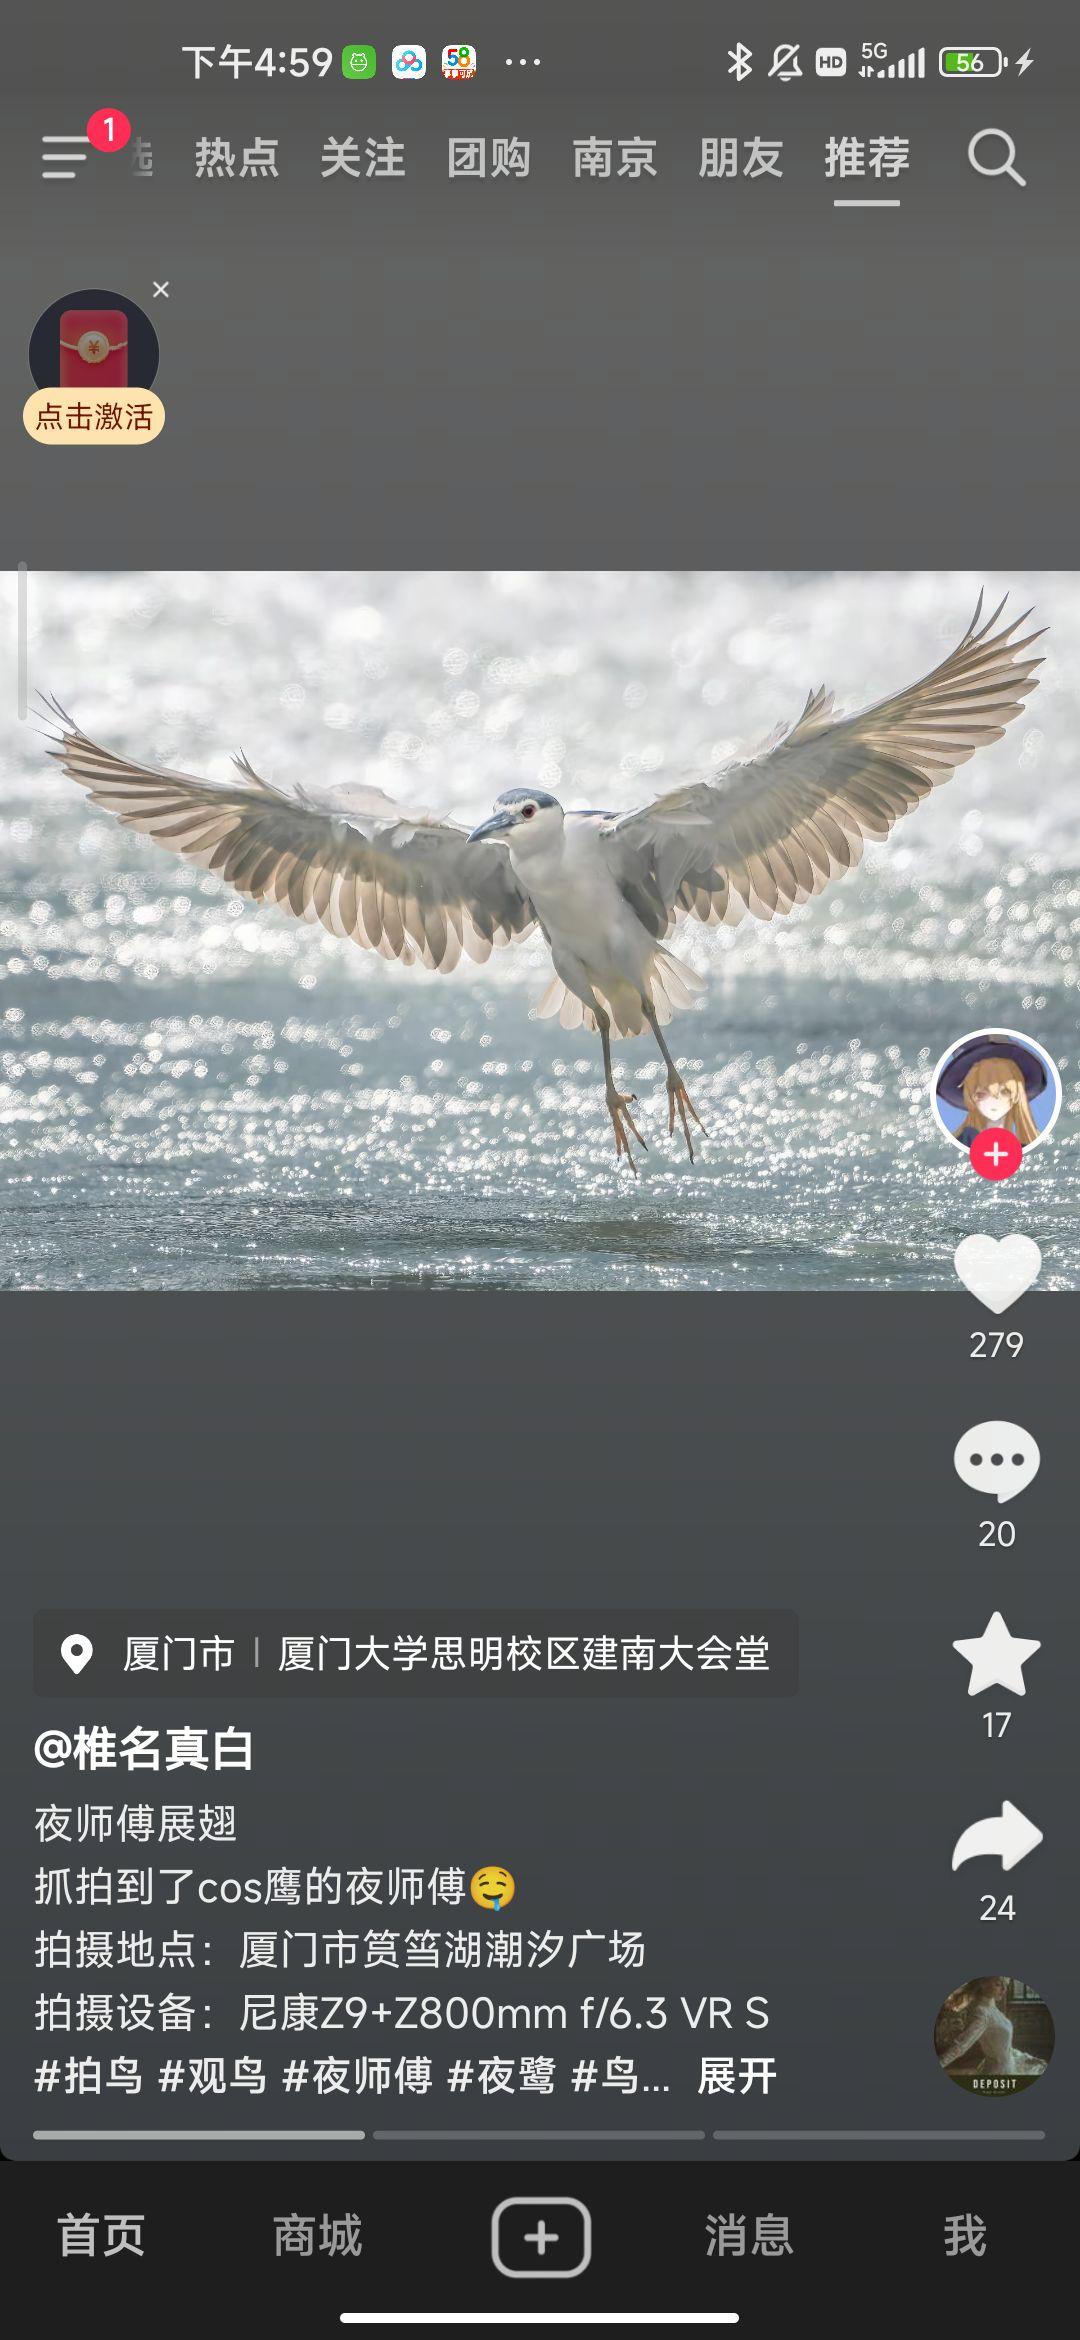 下午4:59
HD
5G
56
1
选 热点 关注 团购 南京 朋友 推荐
点击激活
279
20
厦门市 | 厦门大学思明校区建南大会堂
17
@椎名真白
夜师傅展翅
抓拍到了cos鹰的夜师傅🤤
24
拍摄地点：厦门市筼筜湖潮汐广场
拍摄设备：尼康Z9+Z800mm f/6.3 VR S
#拍鸟 #观鸟 #夜师傅 #夜鹭 #鸟... 展开
DEPOSIT
首页 商城 消息 我